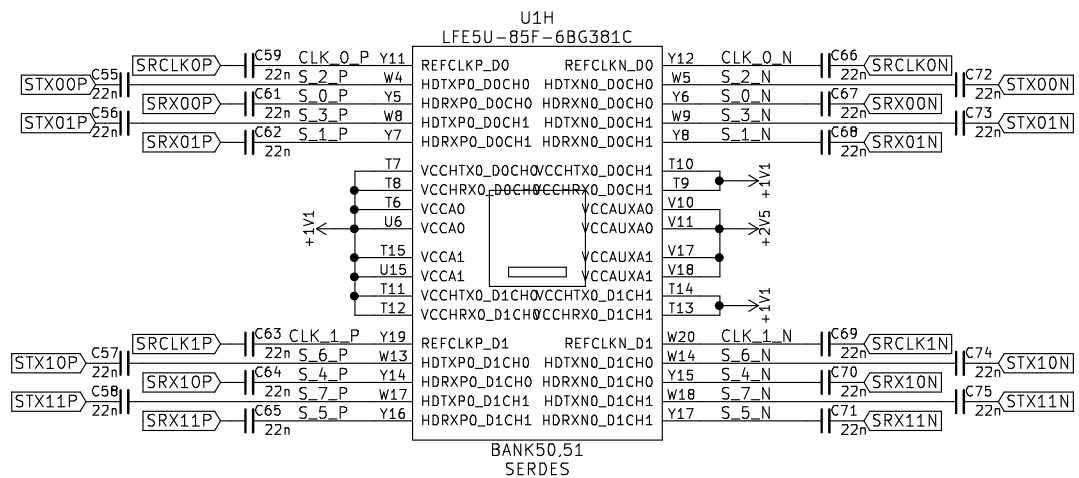 U1H
LFE5U-85F-6BG381C
SRCLK0P C59 22n CLK_0_P Y11 REFCLKP_D0 REFCLKN_D0 Y12 CLK_0_N C66 22n SRCLK0N
STX00P C55 22n S_2_P W4 HDTXP0_D0CH0 HDTXN0_D0CH0 W5 S_2_N C72 22n STX00N
SRX00P C61 22n S_0_P Y5 HDRXP0_D0CH0 HDRXN0_D0CH0 Y6 S_0_N C67 22n SRX00N
STX01P C56 22n S_3_P W8 HDTXP0_D0CH1 HDTXN0_D0CH1 W9 S_3_N C73 22n STX01N
SRX01P C62 22n S_1_P Y7 HDRXP0_D0CH1 HDRXN0_D0CH1 Y8 S_1_N C68 22n SRX01N
T7 VCCHTX0_D0CH0 VCCHTX0_D0CH1 T10
T8 VCCHRX0_D0CH0 VCCHRX0_D0CH1 T9 +1V1
T6 VCCA0 VCCAUXA0 V10
+1V1 U6 VCCA0 VCCAUXA0 V11 +2V5
T15 VCCA1 VCCAUXA1 V17
U15 VCCA1 VCCAUXA1 V18
T11 VCCHTX0_D1CH0 VCCHTX0_D1CH1 T14
T12 VCCHRX0_D1CH0 VCCHRX0_D1CH1 T13 +1V1
SRCLK1P C63 22n CLK_1_P Y19 REFCLKP_D1 REFCLKN_D1 W20 CLK_1_N C69 22n SRCLK1N
STX10P C57 22n S_6_P W13 HDTXP0_D1CH0 HDTXN0_D1CH0 W14 S_6_N C74 22n STX10N
SRX10P C64 22n S_4_P Y14 HDRXP0_D1CH0 HDRXN0_D1CH0 Y15 S_4_N C70 22n SRX10N
STX11P C58 22n S_7_P W17 HDTXP0_D1CH1 HDTXN0_D1CH1 W18 S_7_N C75 22n STX11N
SRX11P C65 22n S_5_P Y16 HDRXP0_D1CH1 HDRXN0_D1CH1 Y17 S_5_N C71 22n SRX11N
BANK50,51
SERDES